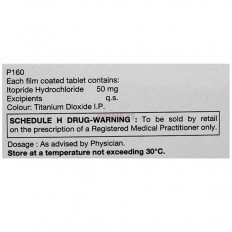 P160
Each film coated tablet contains:
Itopride Hydrochloride 50 mg
Excipients q.s.
Colour: Titanium Dioxide I.P.
SCHEDULE H DRUG-WARNING : To be sold by retail
on the prescription of a Registered Medical Practitioner only.
Dosage : As advised by Physician.
Store at a temperature not exceeding 30°C.